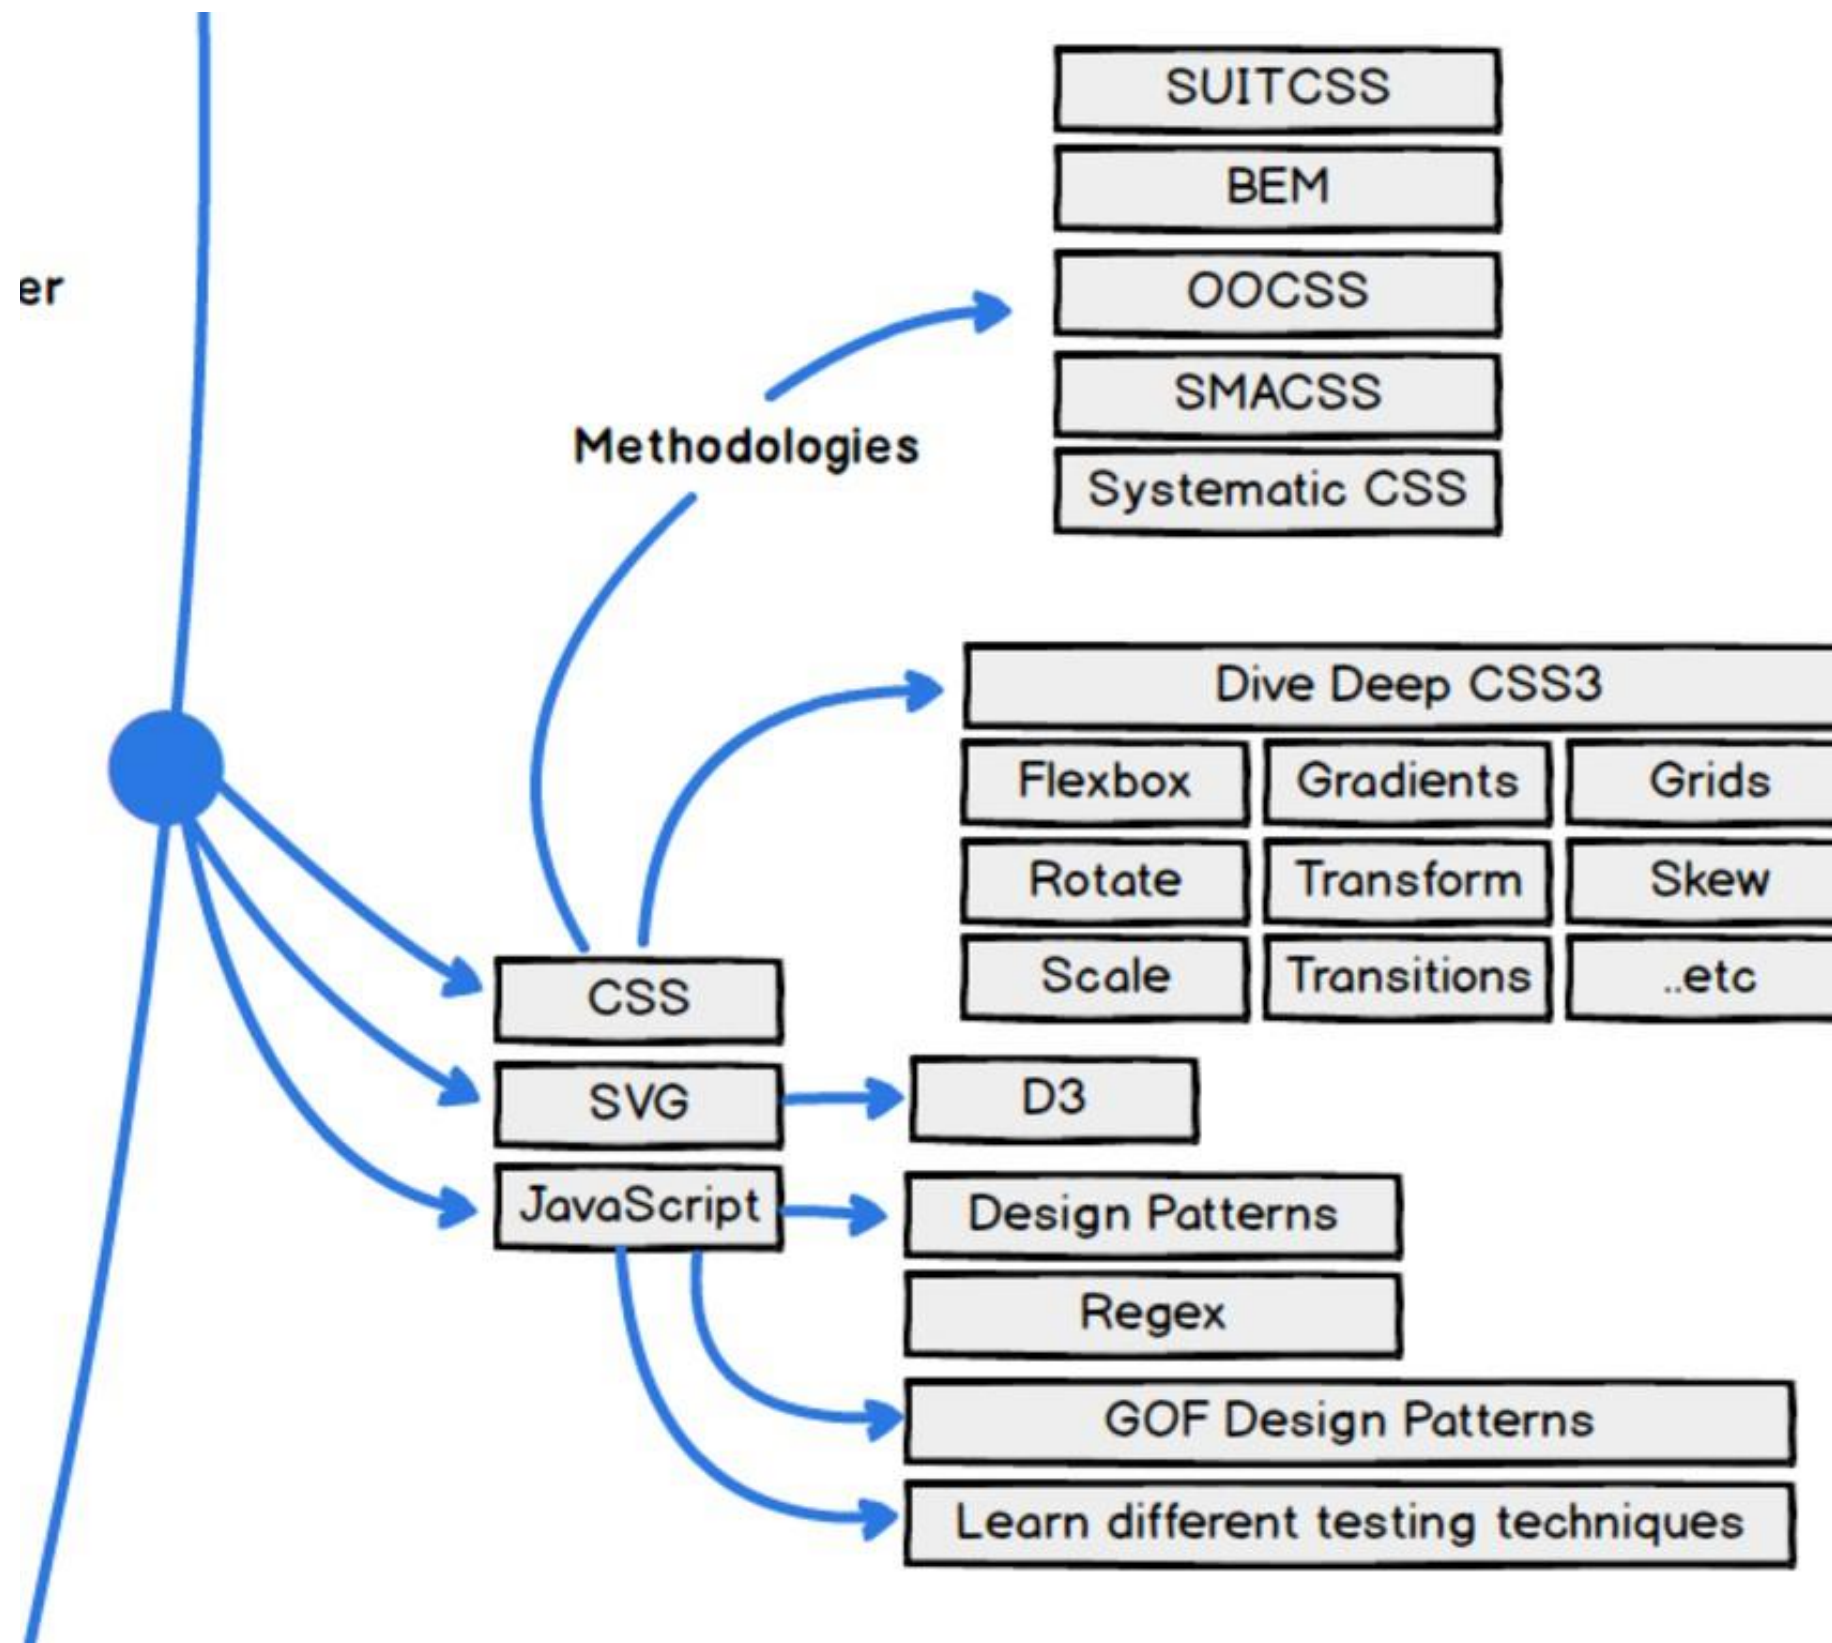 SUITCSS
BEM
er
OOCSS
SMACSS
Methodologies
Systematic CSS
Dive Deep CSS3
Flexbox Gradients Grids
Rotate Transform Skew
Scale Transitions ..etc
CSS
SVG
D3
JavaScript
Design Patterns
Regex
GOF Design Patterns
Learn different testing techniques